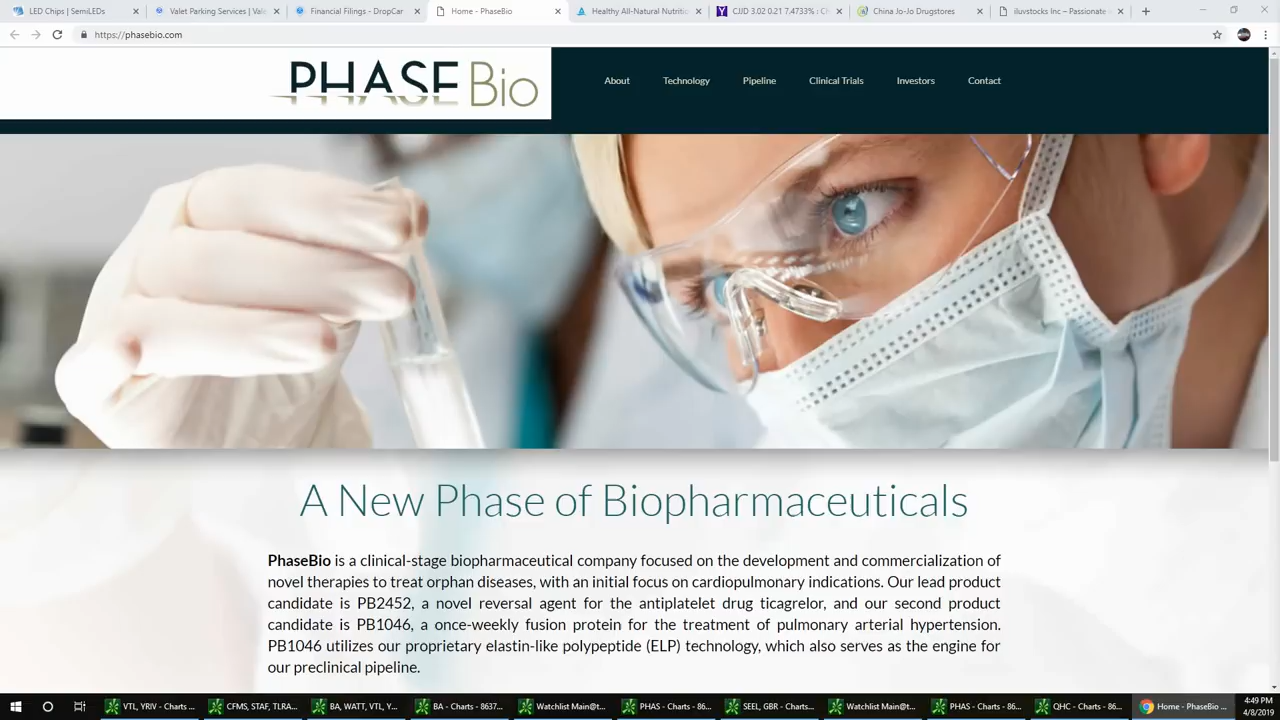 LED Chips | SemiLEDs
Valet Parking Services | Val
Financial Filings - DropCar
Home - PhaseBio
Healthy All-Natural Nutriti
CJJD 3.02 0.21 7.4733% : Ch
China Jo-Jo Drugstores
iluvstocks Inc – Passionate
https://phasebio.com
PHASE Bio
About
Technology
Pipeline
Clinical Trials
Investors
Contact
A New Phase of Biopharmaceuticals
PhaseBio is a clinical-stage biopharmaceutical company focused on the development and commercialization of
novel therapies to treat orphan diseases, with an initial focus on cardiopulmonary indications. Our lead product
candidate is PB2452, a novel reversal agent for the antiplatelet drug ticagrelor, and our second product
candidate is PB1046, a once-weekly fusion protein for the treatment of pulmonary arterial hypertension.
PB1046 utilizes our proprietary elastin-like polypeptide (ELP) technology, which also serves as the engine for
our preclinical pipeline.
VTL, YRIV - Charts ...
CFMS, STAF, TLRA...
BA, WATT, VTL, Y...
BA - Charts - 8637...
Watchlist Main@t...
PHAS - Charts - 86...
SEEL, GBR - Charts...
Watchlist Main@t...
PHAS - Charts - 86...
QHC - Charts - 86...
Home - PhaseBio ...
4:49 PM
4/8/2019